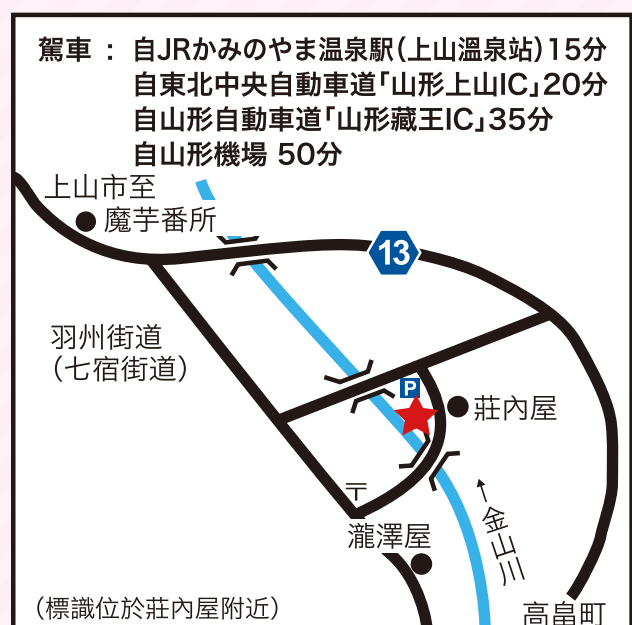 駕車 : 自JRかみのやま温泉駅(上山溫泉站)15分
自東北中央自動車道「山形上山IC」20分
自山形自動車道「山形藏王IC」35分
自山形機場 50分
上山市至
魔芋番所
13
羽州街道
(七宿街道)
P
莊內屋
〒
瀧澤屋
←金山川
(標識位於莊內屋附近)
高畠町